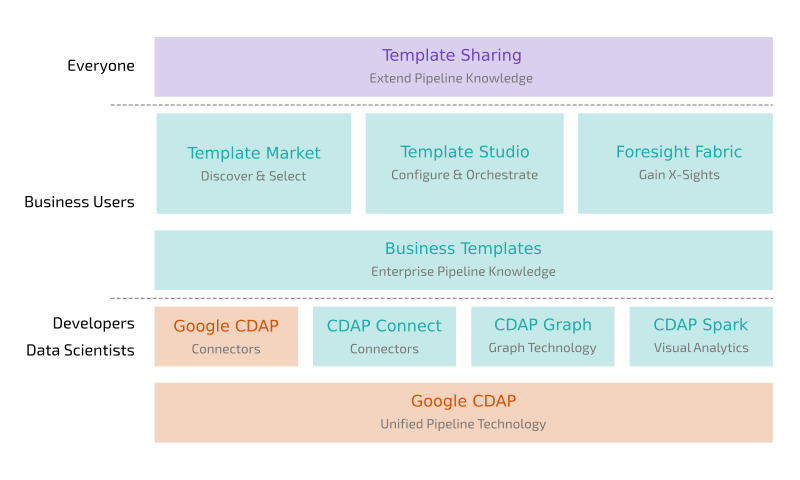 Everyone
Template Sharing
Extend Pipeline Knowledge
Business Users
Template Market
Discover & Select
Template Studio
Configure & Orchestrate
Foresight Fabric
Gain X-Sights
Business Templates
Enterprise Pipeline Knowledge
Developers
Data Scientists
Google CDAP
Connectors
CDAP Connect
Connectors
CDAP Graph
Graph Technology
CDAP Spark
Visual Analytics
Google CDAP
Unified Pipeline Technology